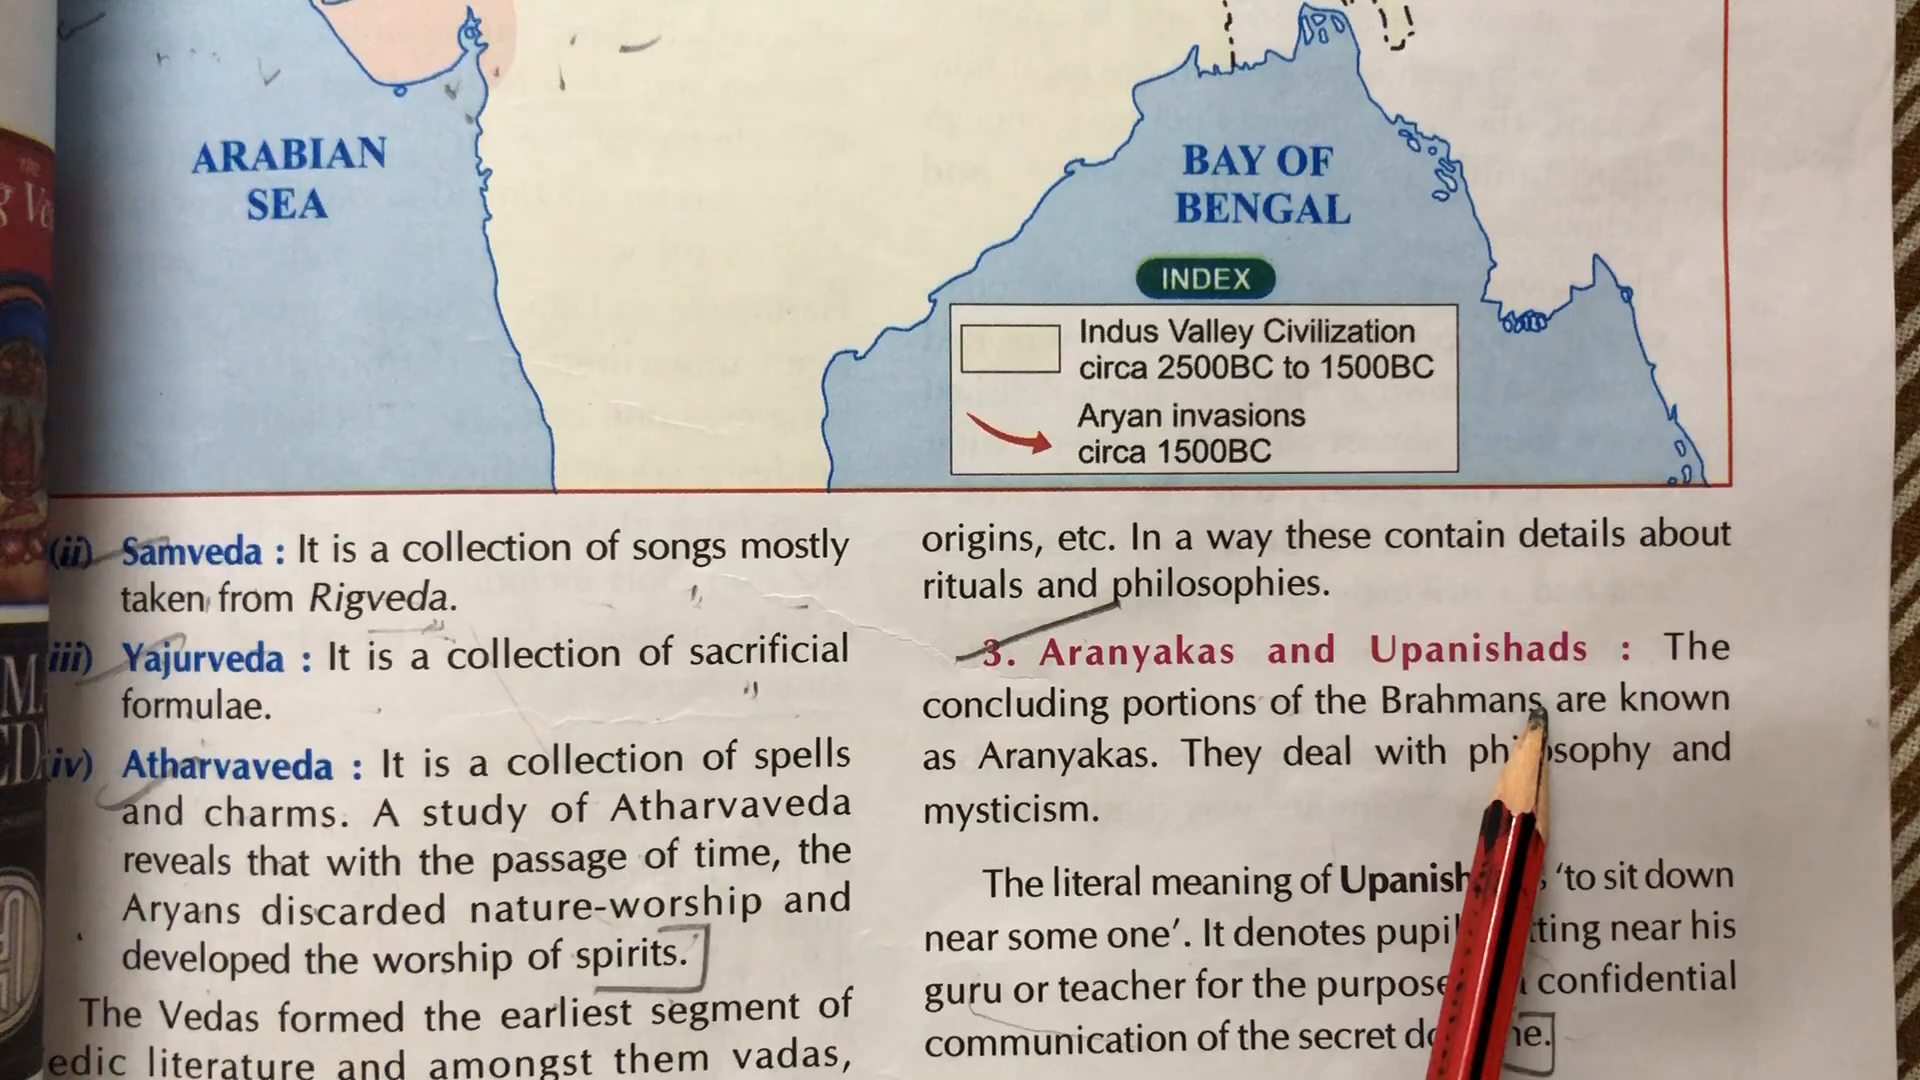 ARABIAN
SEA
BAY OF
BENGAL
INDEX
Indus Valley Civilization
circa 2500BC to 1500BC
Aryan invasions
circa 1500BC
(ii) Samveda : It is a collection of songs mostly
taken from Rigveda.
iii) Yajurveda : It is a collection of sacrificial
formulae.
iv) Atharvaveda : It is a collection of spells
and charms. A study of Atharvaveda
reveals that with the passage of time, the
Aryans discarded nature-worship and
developed the worship of spirits.
The Vedas formed the earliest segment of
edic literature and amongst them vadas,
origins, etc. In a way these contain details about
rituals and philosophies.
3. Aranyakas and Upanishads : The
concluding portions of the Brahmans are known
as Aranyakas. They deal with and
mysticism.
The literal meaning of 'to sit down
near some one'. It denotes near his
guru or teacher for the purpose confidential
communication of the secret